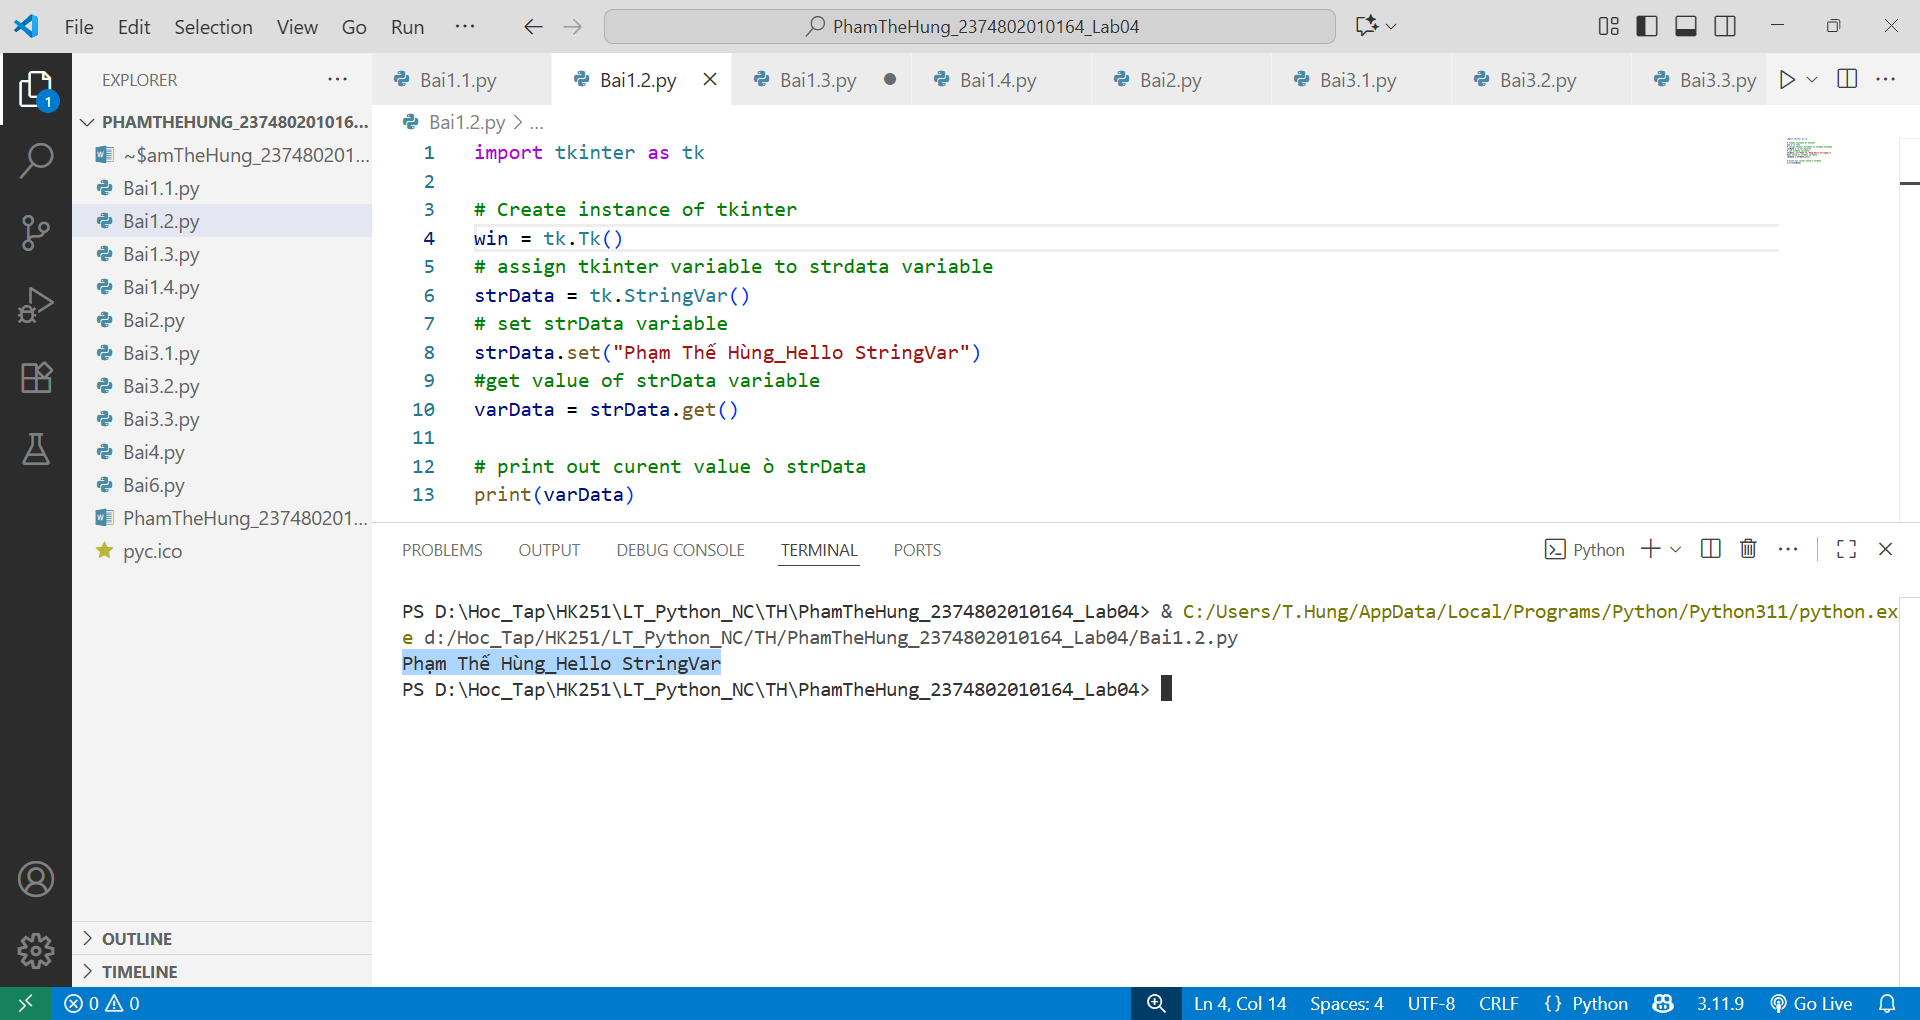 File Edit Selection View Go Run ··· PhamTheHung_2374802010164_Lab04
EXPLORER
1
PHAMTHEHUNG_237480201016...
~$amTheHung_237480201...
Bai1.1.py
Bai1.2.py
Bai1.3.py
Bai1.4.py
Bai2.py
Bai3.1.py
Bai3.2.py
Bai3.3.py
Bai4.py
Bai6.py
PhamTheHung_237480201...
pyc.ico
OUTLINE
TIMELINE
Bai1.1.py Bai1.2.py Bai1.3.py Bai1.4.py Bai2.py Bai3.1.py Bai3.2.py Bai3.3.py
Bai1.2.py > ...
1 import tkinter as tk
2
3 # Create instance of tkinter
4 win = tk.Tk()
5 # assign tkinter variable to strdata variable
6 strData = tk.StringVar()
7 # set strData variable
8 strData.set("Phạm Thế Hùng_Hello StringVar")
9 #get value of strData variable
10 varData = strData.get()
11
12 # print out curent value ò strData
13 print(varData)
PROBLEMS OUTPUT DEBUG CONSOLE TERMINAL PORTS Python
PS D:\Hoc_Tap\HK251\LT_Python_NC\TH\PhamTheHung_2374802010164_Lab04> & C:/Users/T.Hung/AppData/Local/Programs/Python/Python311/python.ex
e d:/Hoc_Tap/HK251/LT_Python_NC/TH/PhamTheHung_2374802010164_Lab04/Bai1.2.py
Phạm Thế Hùng_Hello StringVar
PS D:\Hoc_Tap\HK251\LT_Python_NC\TH\PhamTheHung_2374802010164_Lab04>
0 0 Ln 4, Col 14 Spaces: 4 UTF-8 CRLF {} Python 3.11.9 Go Live